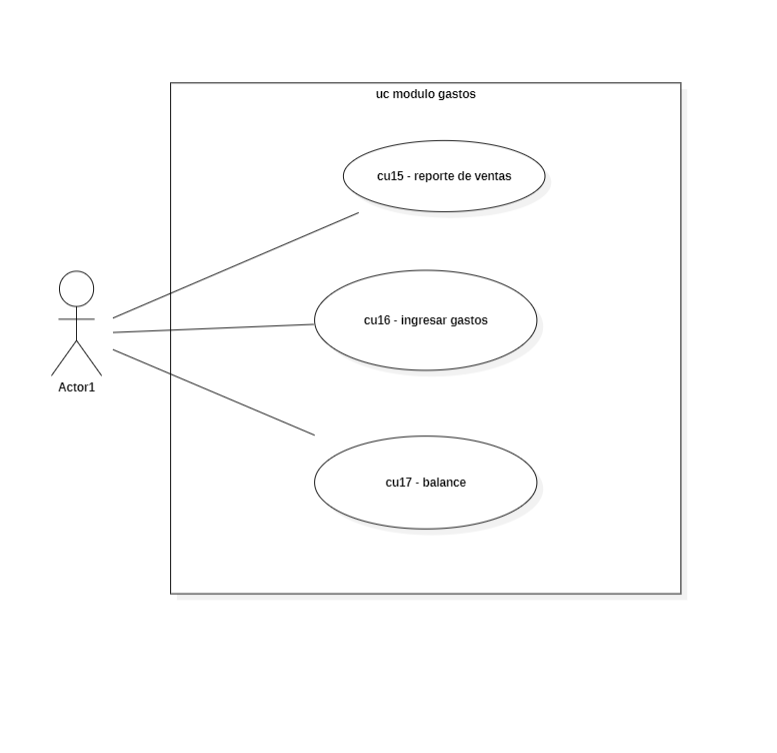 uc modulo gastos
cu15 - reporte de ventas
cu16 - ingresar gastos
Actor1
cu17 - balance